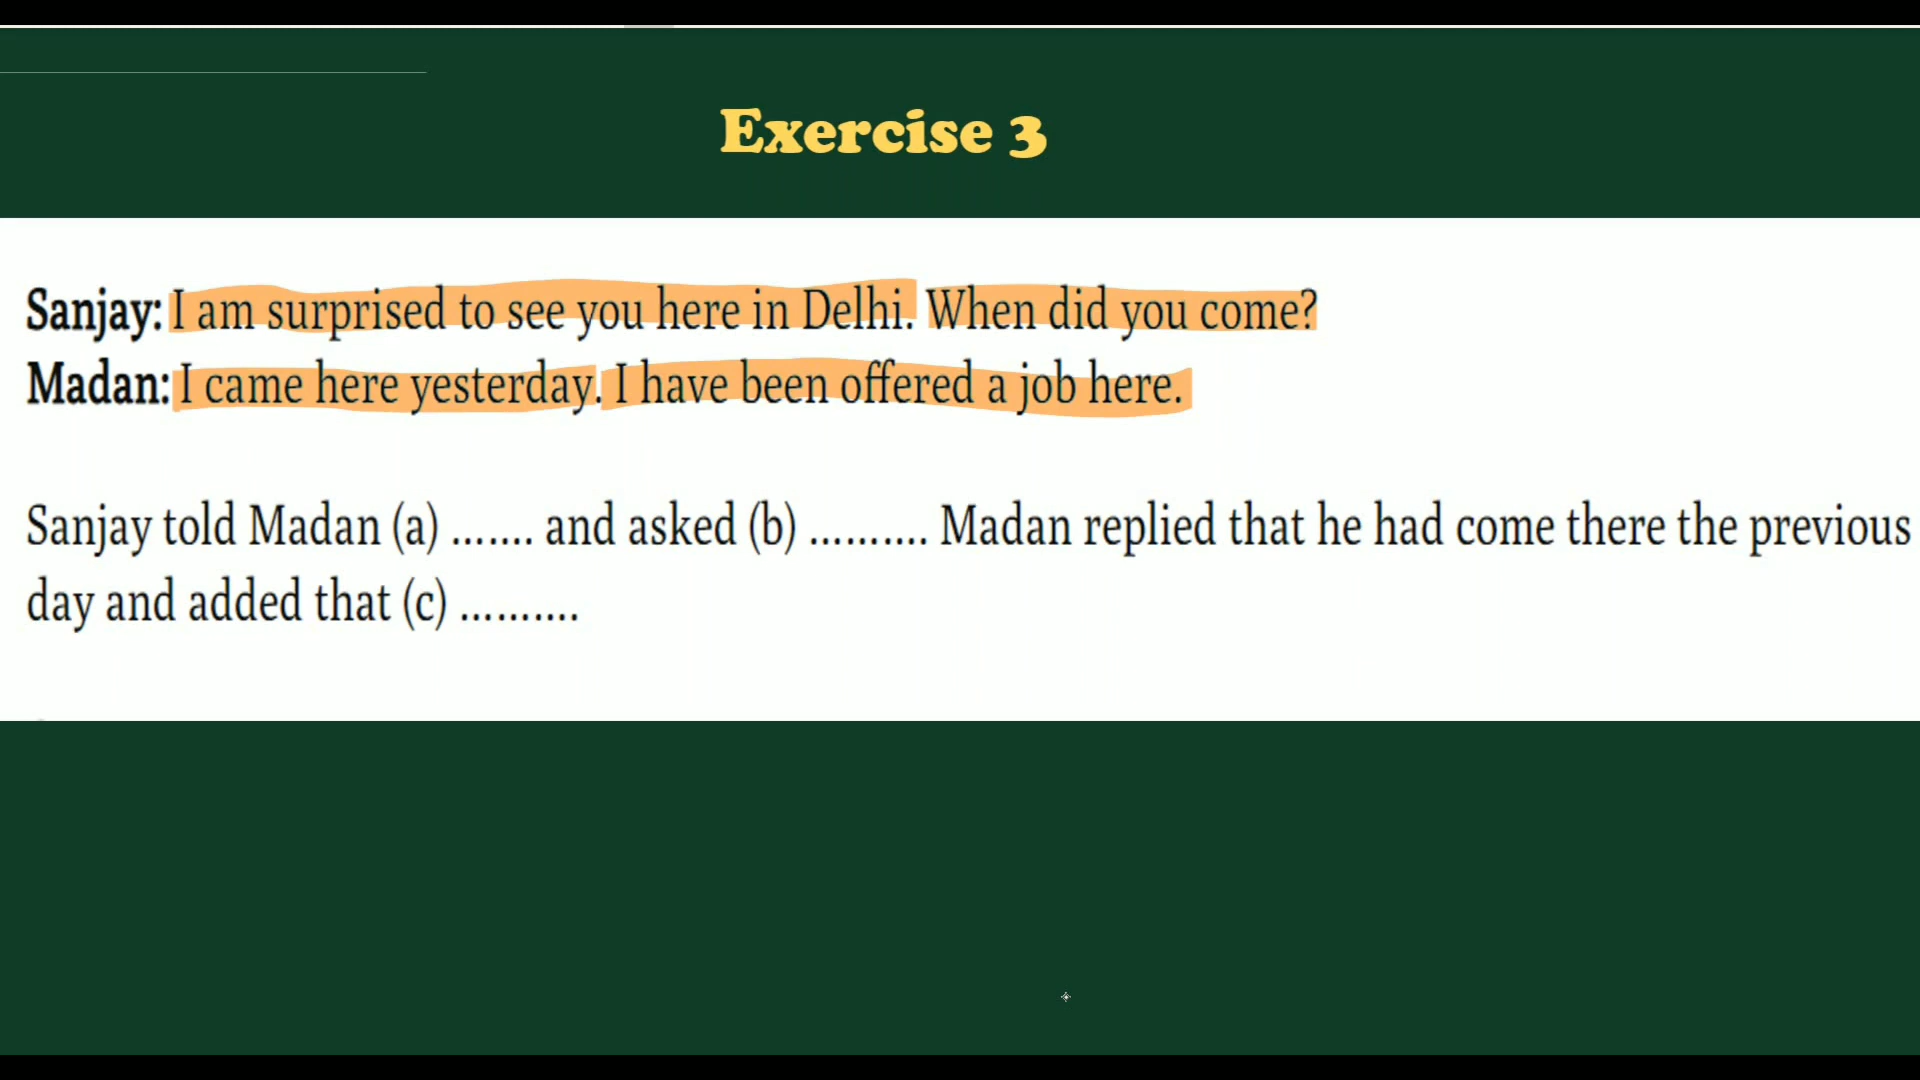 Exercise 3
Sanjay: I am surprised to see you here in Delhi. When did you come?
Madan: I came here yesterday. I have been offered a job here.
Sanjay told Madan (a) ....... and asked (b) .......... Madan replied that he had come there the previous
day and added that (c) ..........